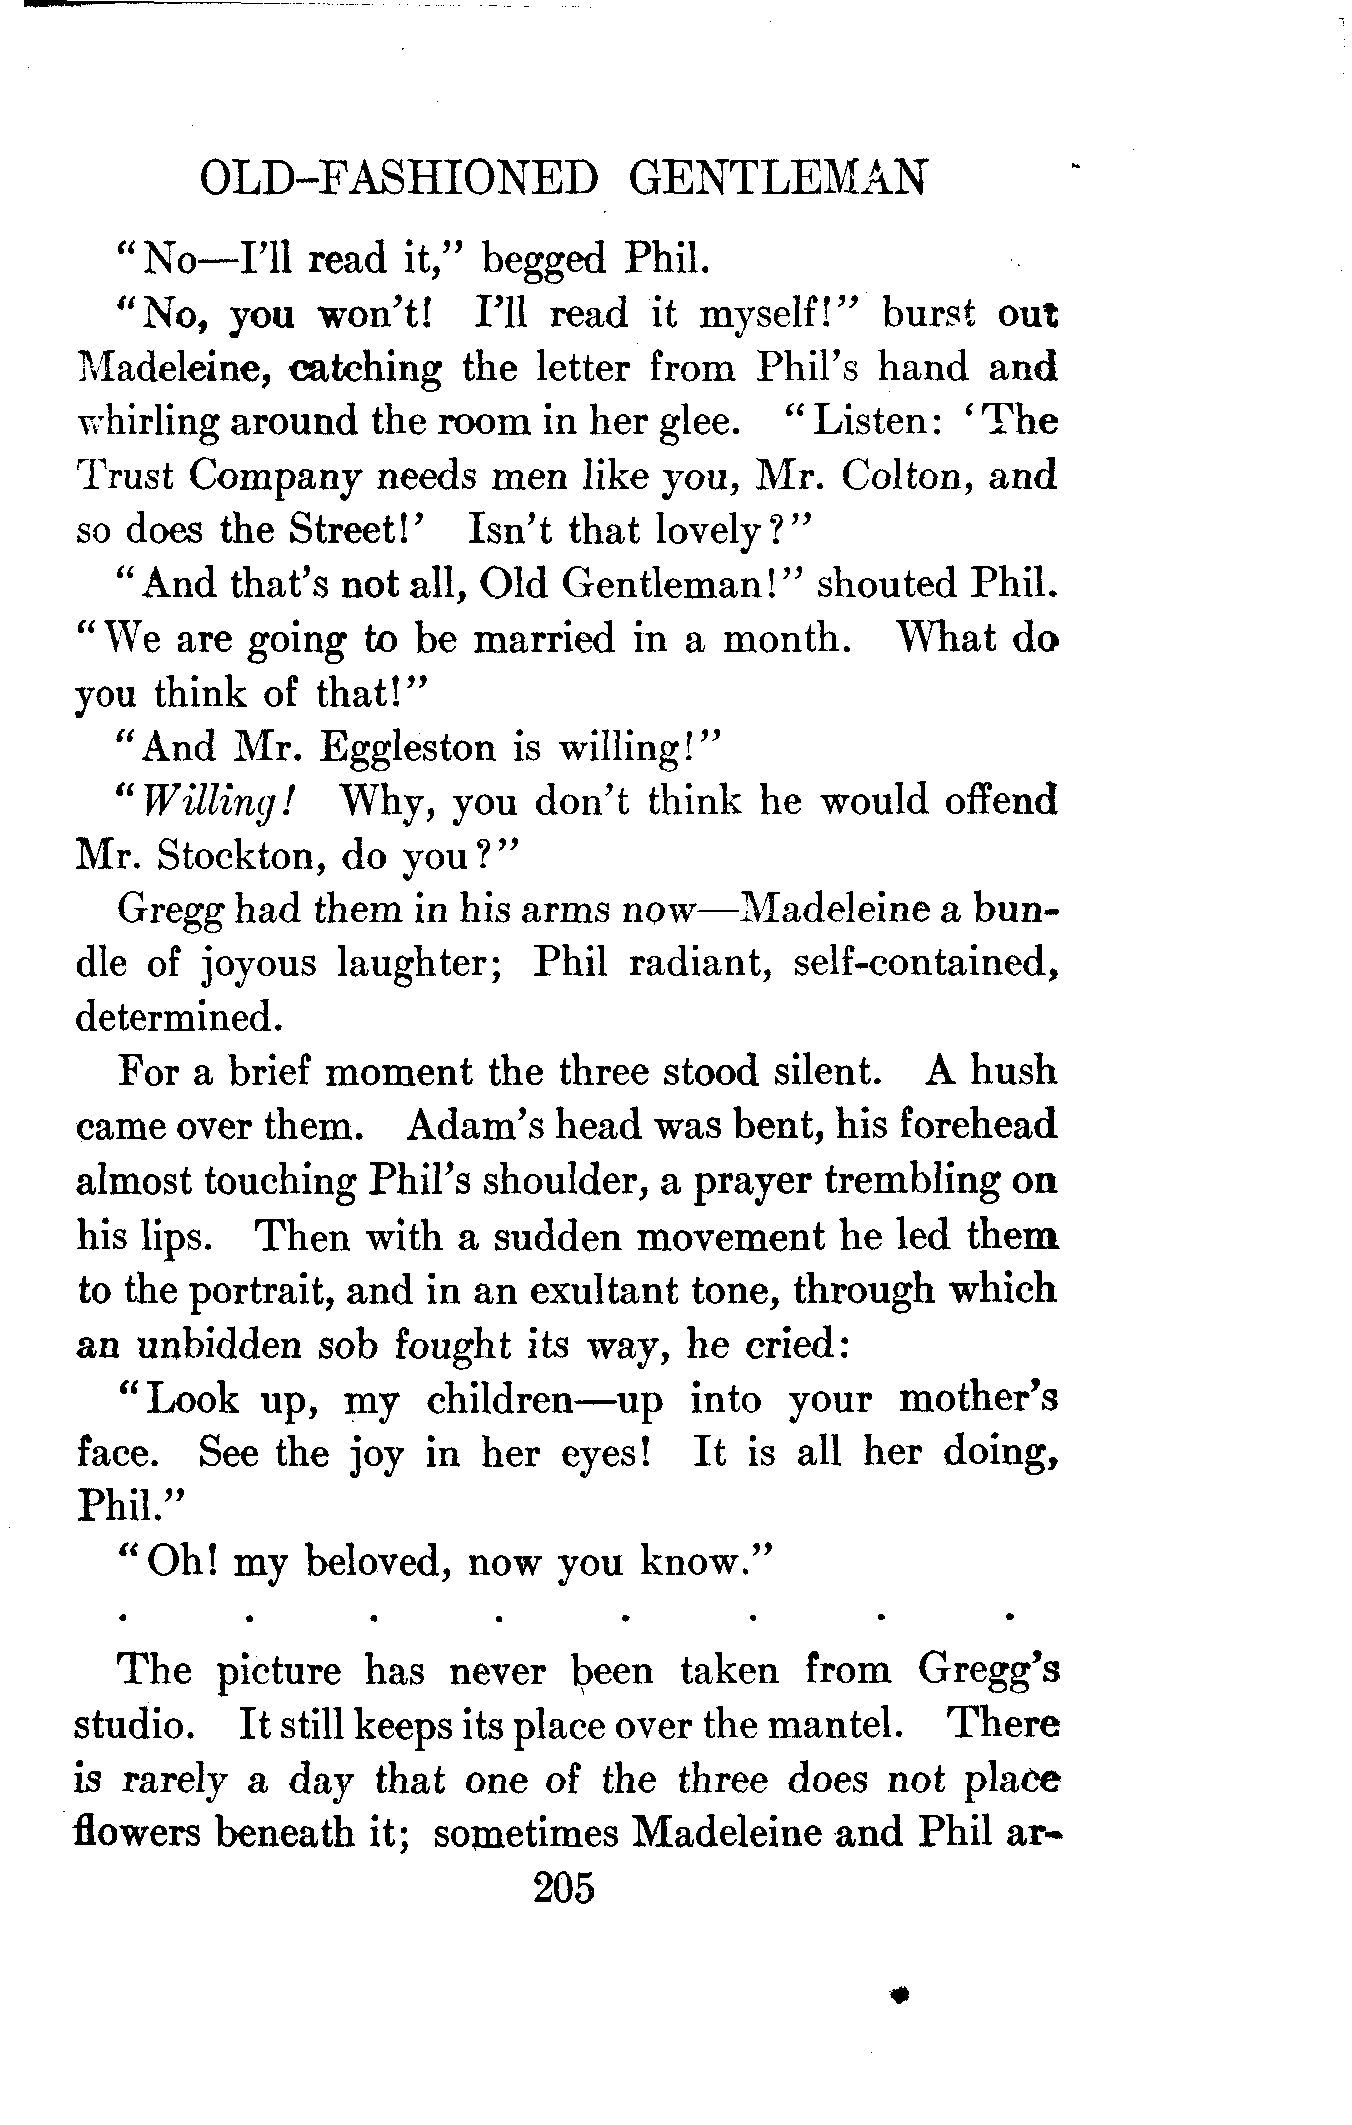 OLD-FASHIONED GENTLEMAN
"No—I'll read it," begged Phil.
"No, you won't! I'll read it myself!" burst out
Madeleine, catching the letter from Phil's hand and
whirling around the room in her glee. "Listen: 'The
Trust Company needs men like you, Mr. Colton, and
so does the Street!' Isn't that lovely?"
"And that's not all, Old Gentleman!" shouted Phil.
"We are going to be married in a month. What do
you think of that!"
"And Mr. Eggleston is willing!"
"Willing! Why, you don't think he would offend
Mr. Stockton, do you?"
Gregg had them in his arms now—Madeleine a bun-
dle of joyous laughter; Phil radiant, self-contained,
determined.
For a brief moment the three stood silent. A hush
came over them. Adam's head was bent, his forehead
almost touching Phil's shoulder, a prayer trembling on
his lips. Then with a sudden movement he led them
to the portrait, and in an exultant tone, through which
an unbidden sob fought its way, he cried:
"Look up, my children—up into your mother's
face. See the joy in her eyes! It is all her doing,
Phil."
"Oh! my beloved, now you know."
. . . . . . . .
The picture has never been taken from Gregg's
studio. It still keeps its place over the mantel. There
is rarely a day that one of the three does not place
flowers beneath it; sometimes Madeleine and Phil ar-
205